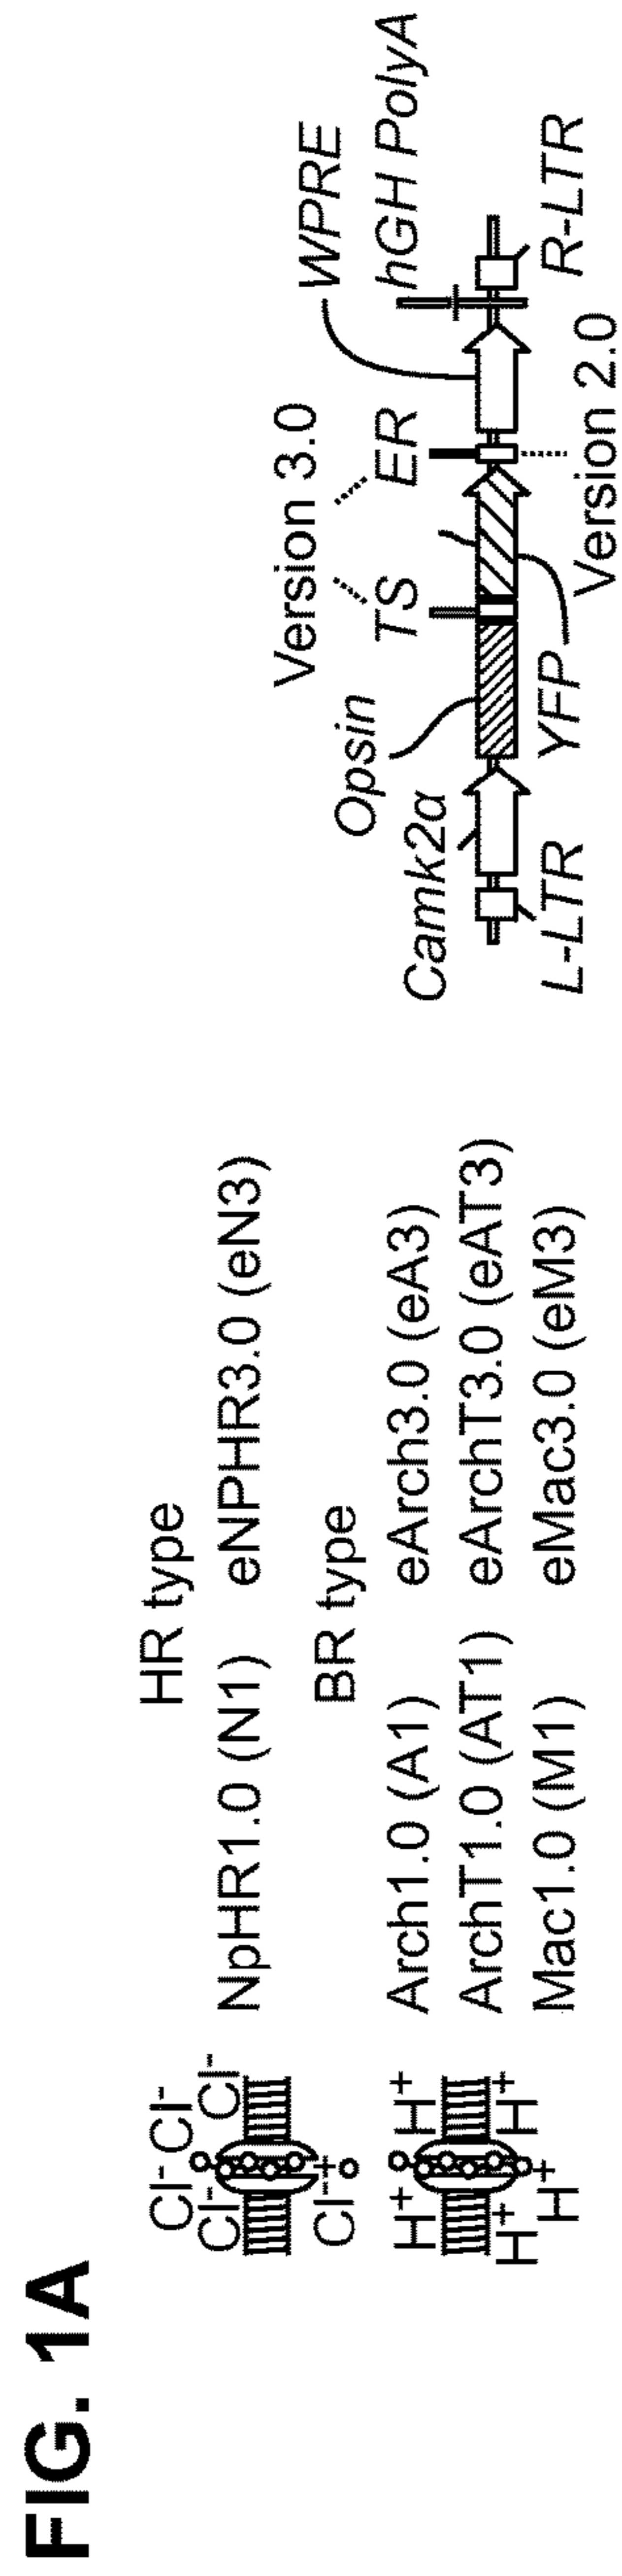 FIG. 1A
Cl- Cl-
Cl- Cl-
Cl-
+
H+ H+
H+ H+
H+
HR type
NpHR1.0 (N1) eNPHR3.0 (eN3)
BR type
Arch1.0 (A1) eArch3.0 (eA3)
ArchT1.0 (AT1) eArchT3.0 (eAT3)
Mac1.0 (M1) eMac3.0 (eM3)
Version 3.0
WPRE
Opsin
TS ER hGH PolyA
Camk2α
L-LTR YFP Version 2.0 R-LTR